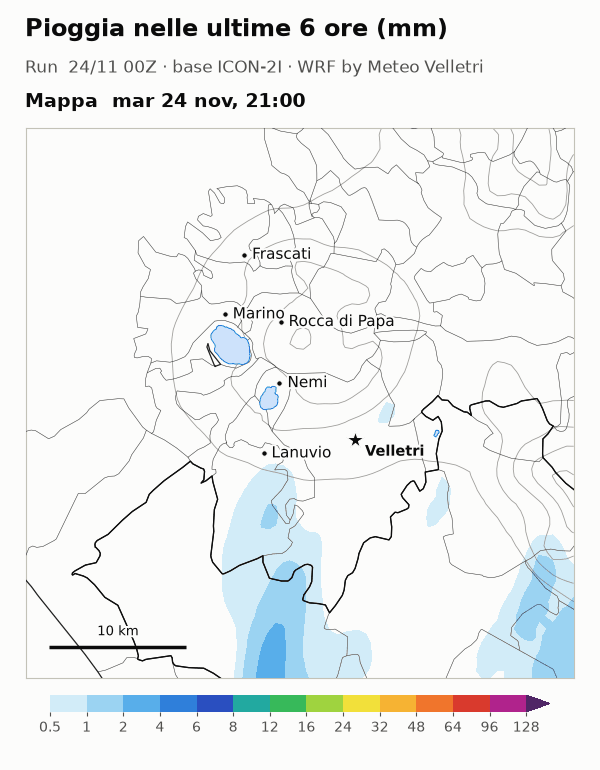 Pioggia nelle ultime 6 ore (mm)
Run  24/11 00Z · base ICON-2I · WRF by Meteo Velletri
Mappa  mar 24 nov, 21:00
Frascati
Marino
Rocca di Papa
Nemi
Velletri
Lanuvio
10 km
0.5 1 2 4 6 8 12 16 24 32 48 64 96 128